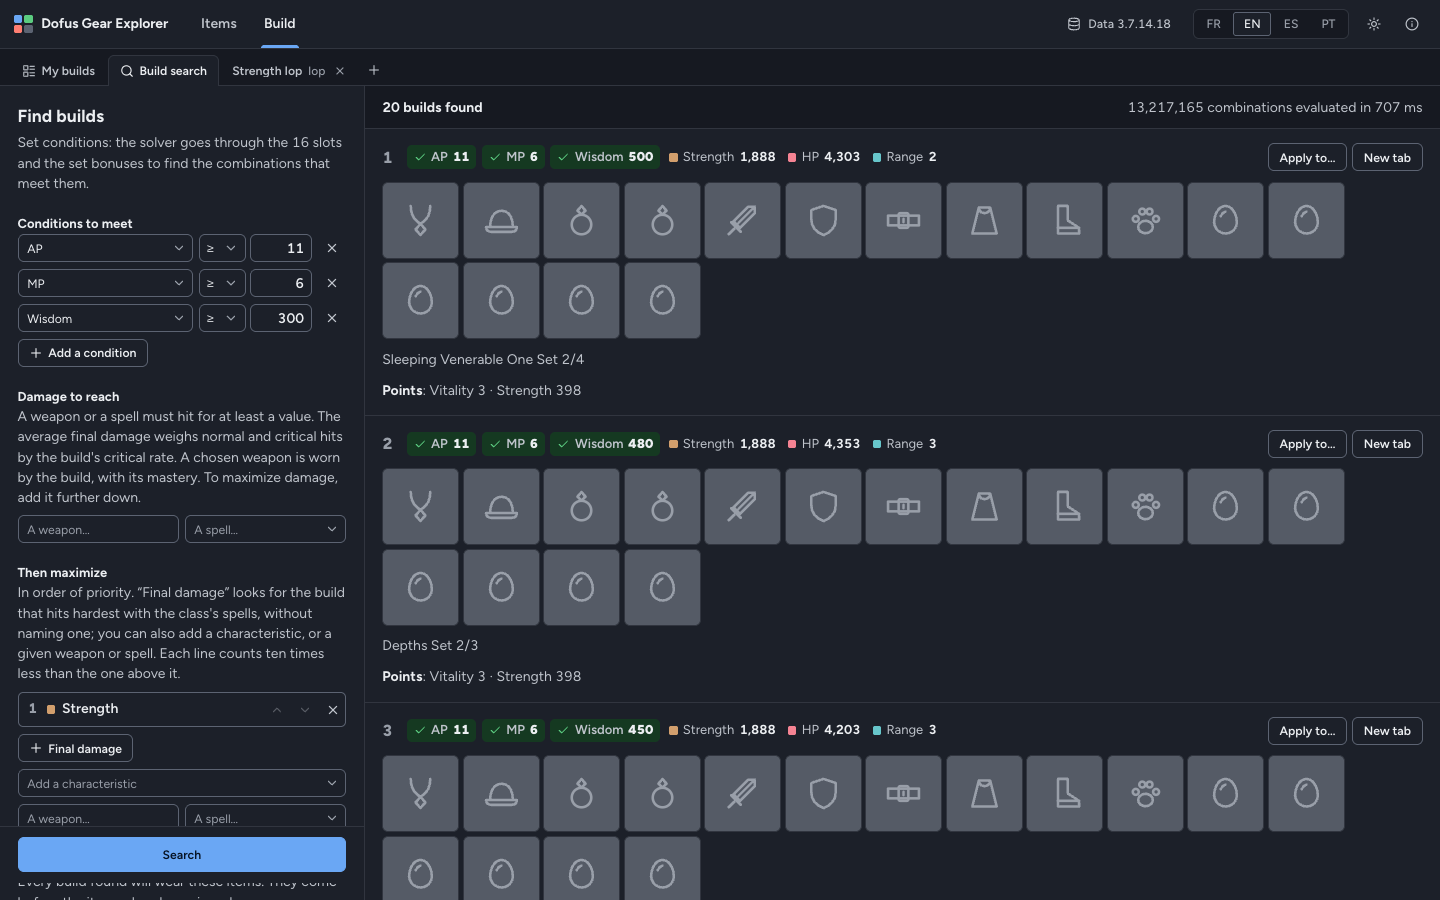 Dofus Gear Explorer
Items
Build
Data 3.7.14.18
FR
EN
ES
PT
My builds
Build search
Strength Iop Iop
Find builds
Set conditions: the solver goes through the 16 slots
and the set bonuses to find the combinations that
meet them.
Conditions to meet
AP ≥ 11
MP ≥ 6
Wisdom ≥ 300
Add a condition
Damage to reach
A weapon or a spell must hit for at least a value. The
average final damage weighs normal and critical hits
by the build's critical rate. A chosen weapon is worn
by the build, with its mastery. To maximize damage,
add it further down.
A weapon... A spell...
Then maximize
In order of priority. “Final damage” looks for the build
that hits hardest with the class's spells, without
naming one; you can also add a characteristic, or a
given weapon or spell. Each line counts ten times
less than the one above it.
1 Strength
Final damage
Add a characteristic
A weapon... A spell...
Search
Every build found will wear these items. They come
20 builds found
13,217,165 combinations evaluated in 707 ms
1 AP 11 MP 6 Wisdom 500 Strength 1,888 HP 4,303 Range 2 Apply to... New tab
Sleeping Venerable One Set 2/4
Points: Vitality 3 · Strength 398
2 AP 11 MP 6 Wisdom 480 Strength 1,888 HP 4,353 Range 3 Apply to... New tab
Depths Set 2/3
Points: Vitality 3 · Strength 398
3 AP 11 MP 6 Wisdom 450 Strength 1,888 HP 4,203 Range 3 Apply to... New tab